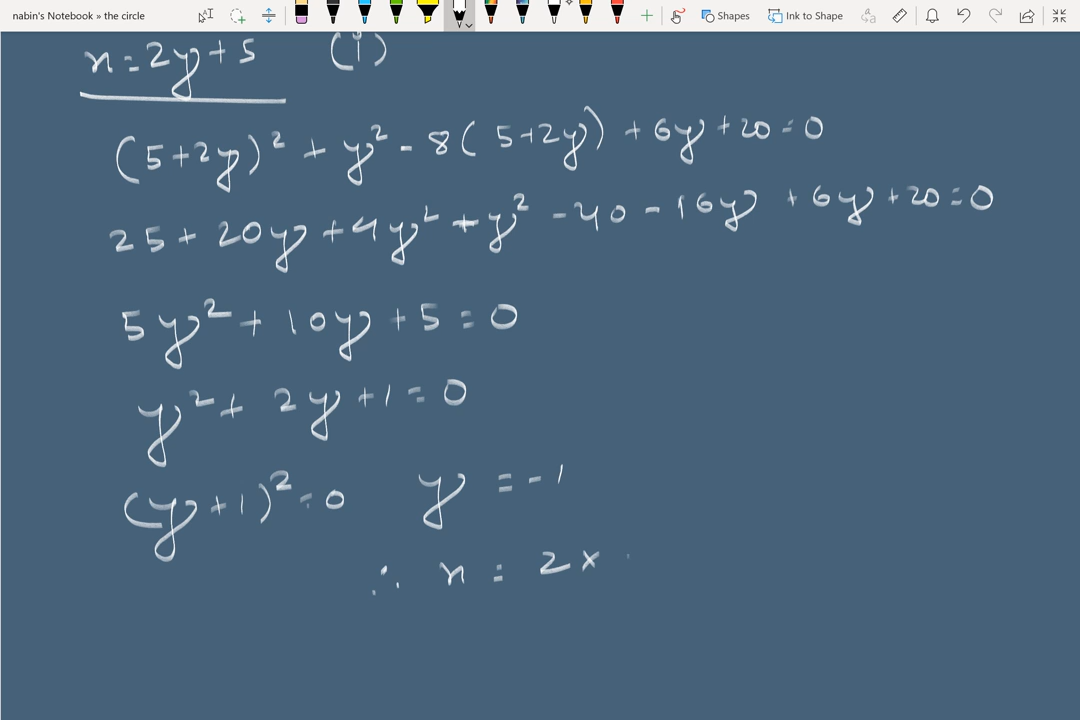 nabin's Notebook » the circle
Shapes Ink to Shape
x = 2y + 5 (i)
(5+2y)² + y² - 8(5+2y) + 6y + 20 = 0
25 + 20y + 4y² + y² - 40 - 16y + 6y + 20 = 0
5y² + 10y + 5 = 0
y² + 2y + 1 = 0
(y+1)² = 0 y = -1
∴ x = 2×